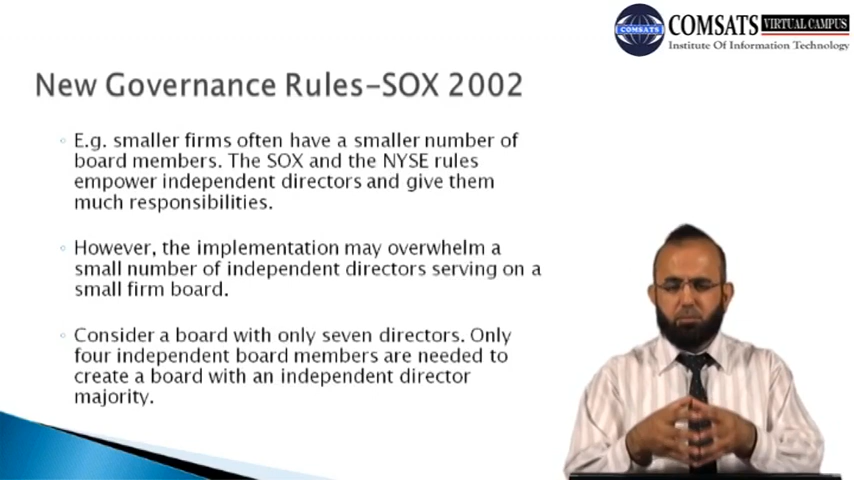 COMSATS
COMSATS VIRTUAL CAMPUS
Institute Of Information Technology
New Governance Rules-SOX 2002
E.g. smaller firms often have a smaller number of
board members. The SOX and the NYSE rules
empower independent directors and give them
much responsibilities.
However, the implementation may overwhelm a
small number of independent directors serving on a
small firm board.
Consider a board with only seven directors. Only
four independent board members are needed to
create a board with an independent director
majority.